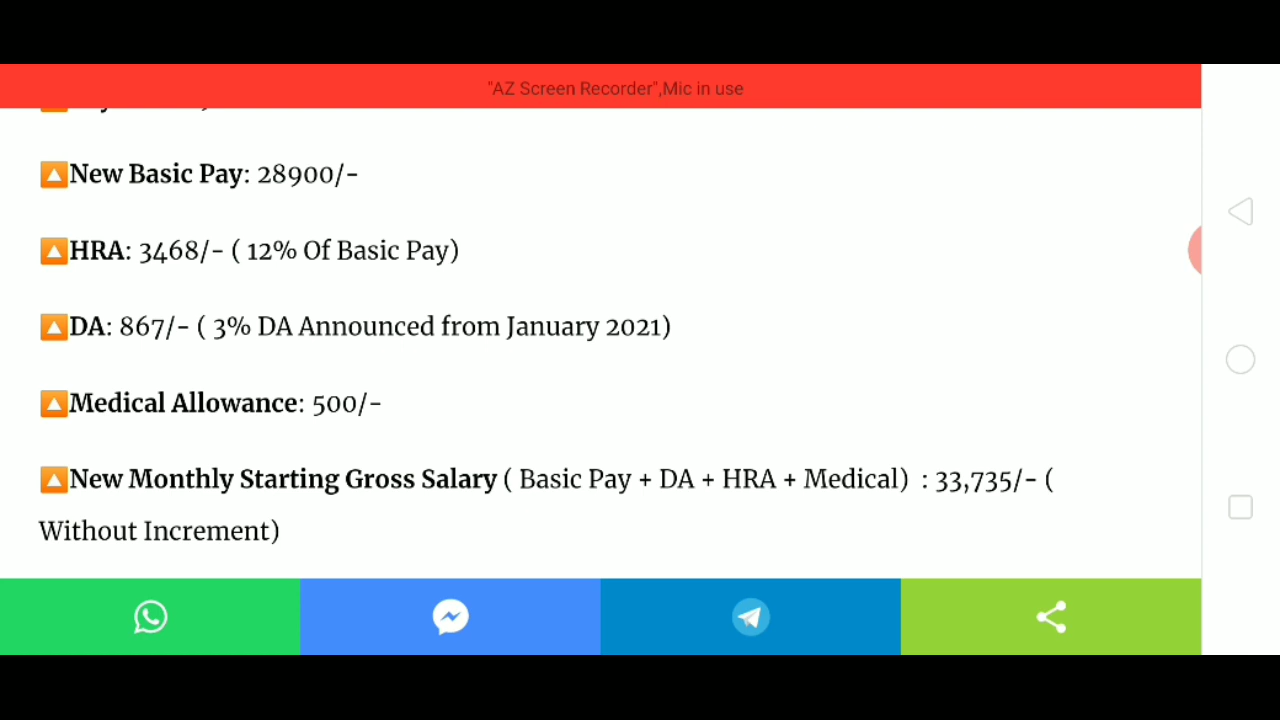 "AZ Screen Recorder",Mic in use
New Basic Pay: 28900/-
HRA: 3468/- ( 12% Of Basic Pay)
DA: 867/- ( 3% DA Announced from January 2021)
Medical Allowance: 500/-
New Monthly Starting Gross Salary ( Basic Pay + DA + HRA + Medical)  : 33,735/- (
Without Increment)